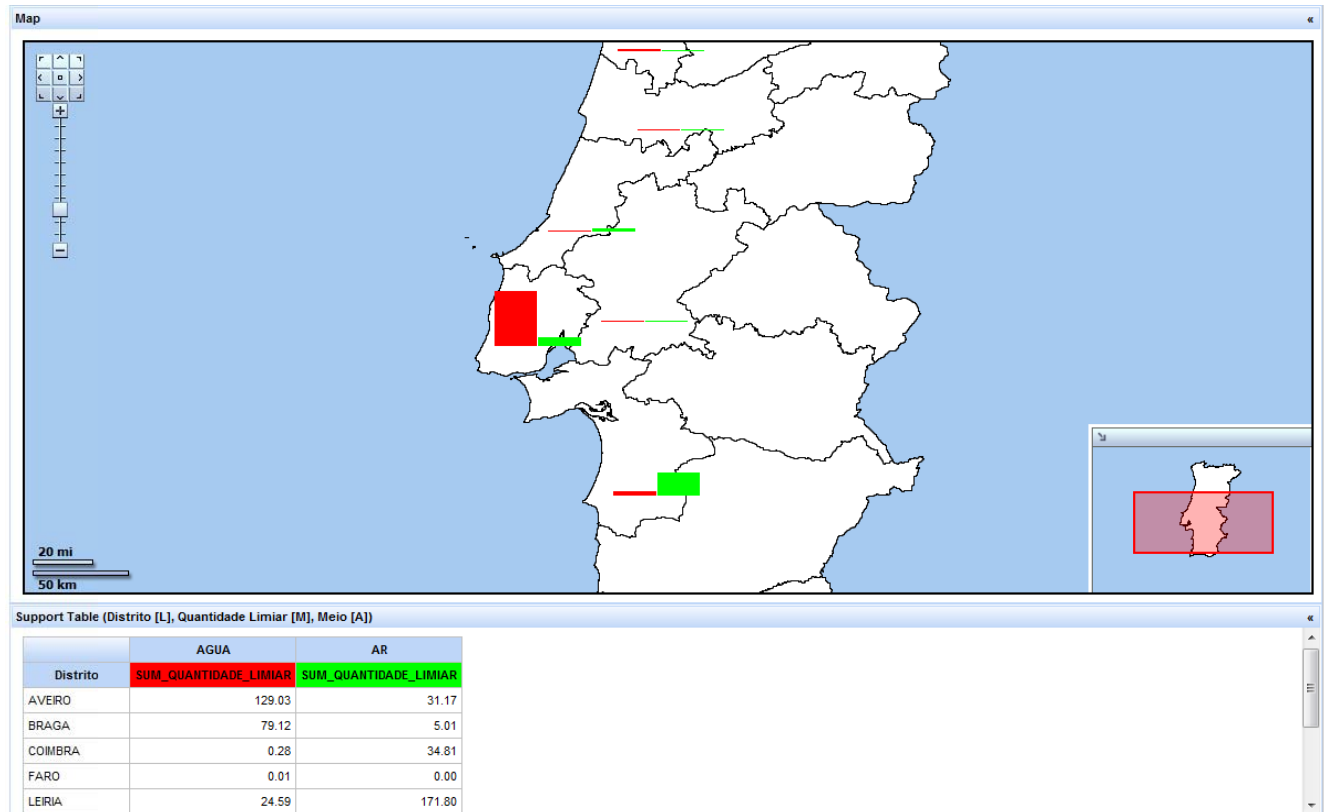 Map
20 mi
50 km
Support Table (Distrito [L], Quantidade Limiar [M], Meio [A])
AGUA AR
Distrito SUM_QUANTIDADE_LIMIAR SUM_QUANTIDADE_LIMIAR
AVEIRO 129.03 31.17
BRAGA 79.12 5.01
COIMBRA 0.28 34.81
FARO 0.01 0.00
LEIRIA 24.59 171.80